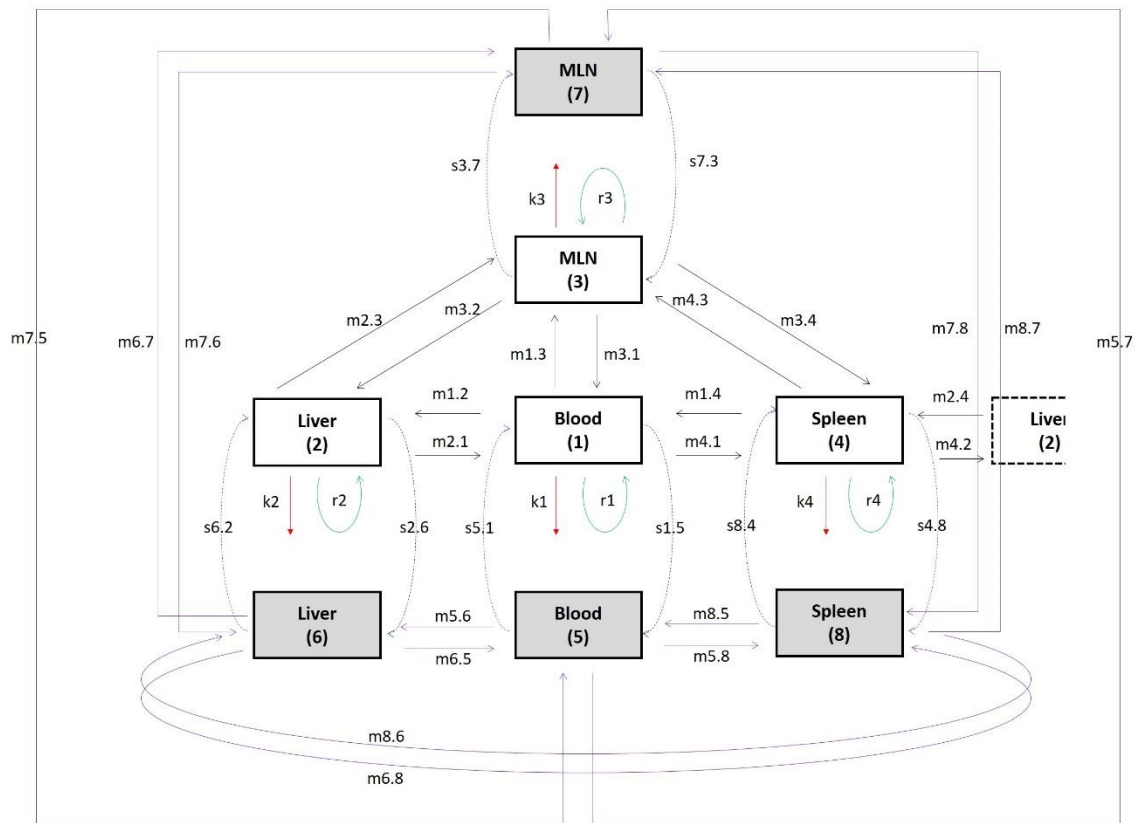 MLN
(7)
s3.7
s7.3
k3
r3
MLN
(3)
m2.3
m3.2
m4.3
m3.4
m7.5
m6.7
m7.6
m7.8
m8.7
m5.7
m1.3
m3.1
m1.2
m1.4
m2.4
Liver
(2)
Blood
(1)
Spleen
(4)
Liver
(2)
m2.1
m4.1
m4.2
k2
r2
k1
r1
k4
r4
s6.2
s2.6
s5.1
s1.5
s8.4
s4.8
Liver
(6)
m5.6
Blood
(5)
m8.5
Spleen
(8)
m6.5
m5.8
m8.6
m6.8